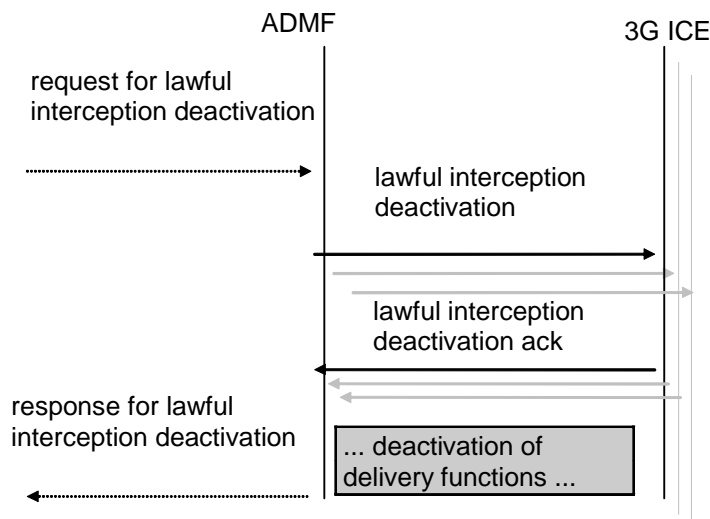 ADMF
3G ICE
request for lawful
interception deactivation
lawful interception
deactivation
lawful interception
deactivation ack
response for lawful
interception deactivation
... deactivation of
delivery functions ...